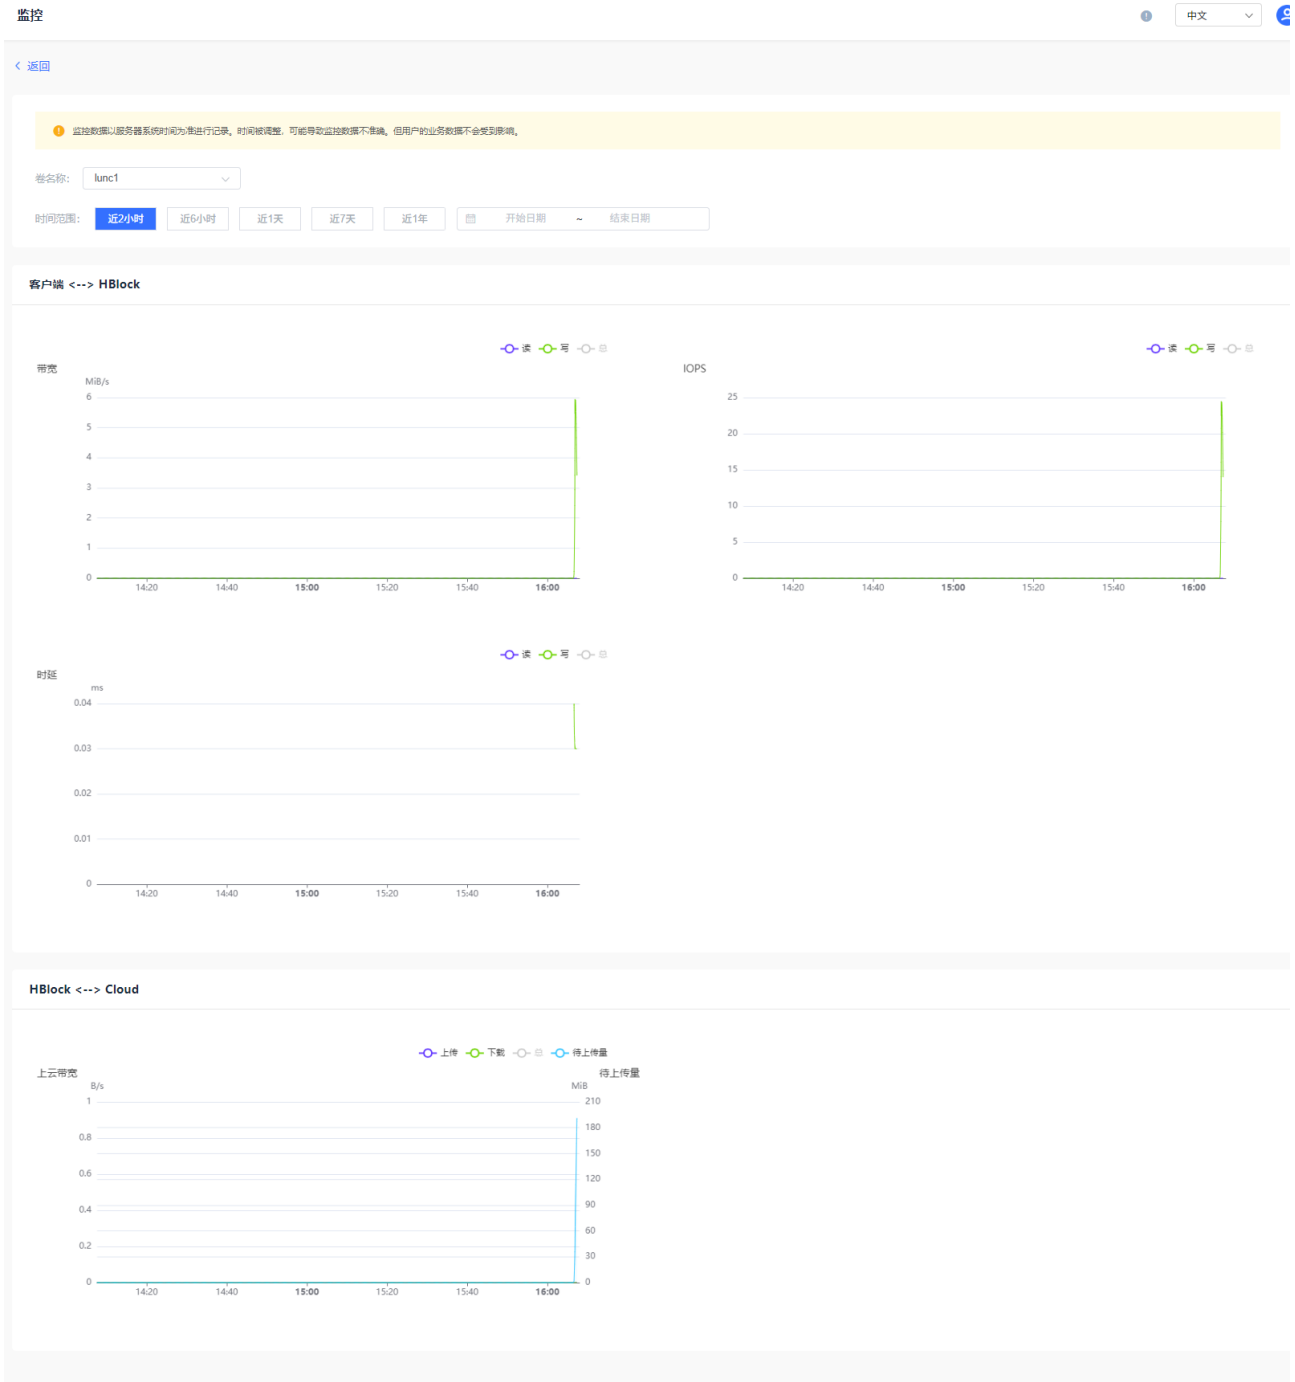 监控
中文
返回
监控数据以服务器系统时间为准进行记录。时间被调整，可能导致监控数据不准确。但用户的业务数据不会受到影响。
卷名称： lunc1
时间范围： 近2小时 近6小时 近1天 近7天 近1年 开始日期 ~ 结束日期
客户端 <--> HBlock
读 写 总
带宽
MiB/s
6
5
4
3
2
1
0
14:20 14:40 15:00 15:20 15:40 16:00
读 写 总
IOPS
25
20
15
10
5
0
14:20 14:40 15:00 15:20 15:40 16:00
读 写 总
时延
ms
0.04
0.03
0.02
0.01
0
14:20 14:40 15:00 15:20 15:40 16:00
HBlock <--> Cloud
上传 下载 总 待上传量
上云带宽 待上传量
B/s MiB
1 210
180
0.8
150
0.6
120
0.4 90
60
0.2
30
0 0
14:20 14:40 15:00 15:20 15:40 16:00